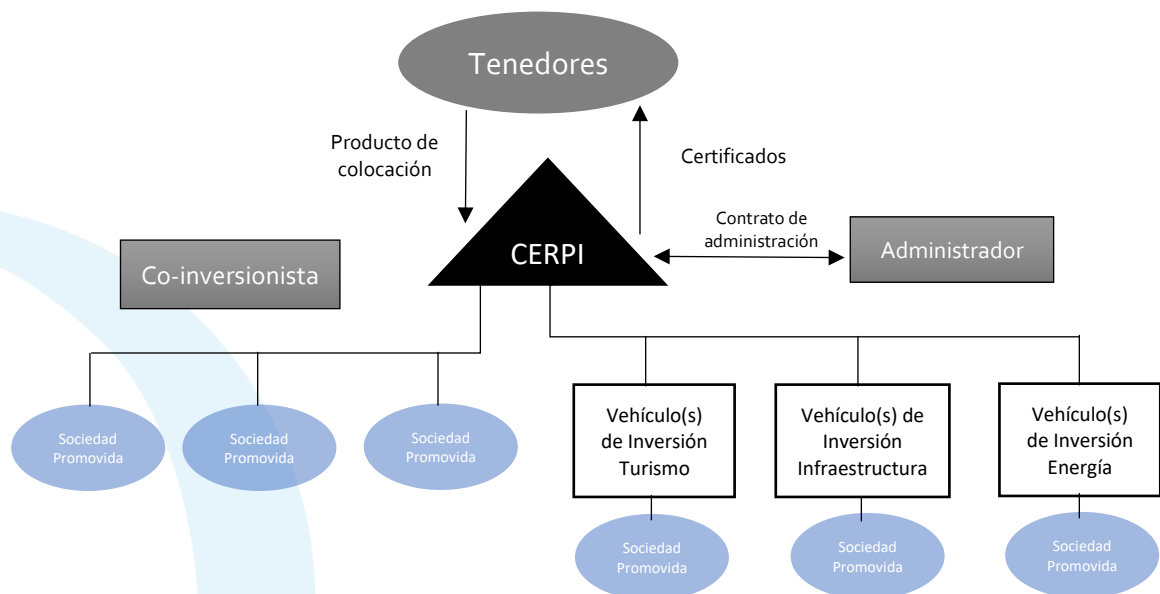 Tenedores
Producto de
colocación
Certificados
CERPI
Contrato de
administración
Administrador
Co-inversionista
Sociedad
Promovida
Sociedad
Promovida
Sociedad
Promovida
Vehículo(s)
de Inversión
Turismo
Vehículo(s) de
Inversión
Infraestructura
Vehículo(s)
de Inversión
Energía
Sociedad
Promovida
Sociedad
Promovida
Sociedad
Promovida